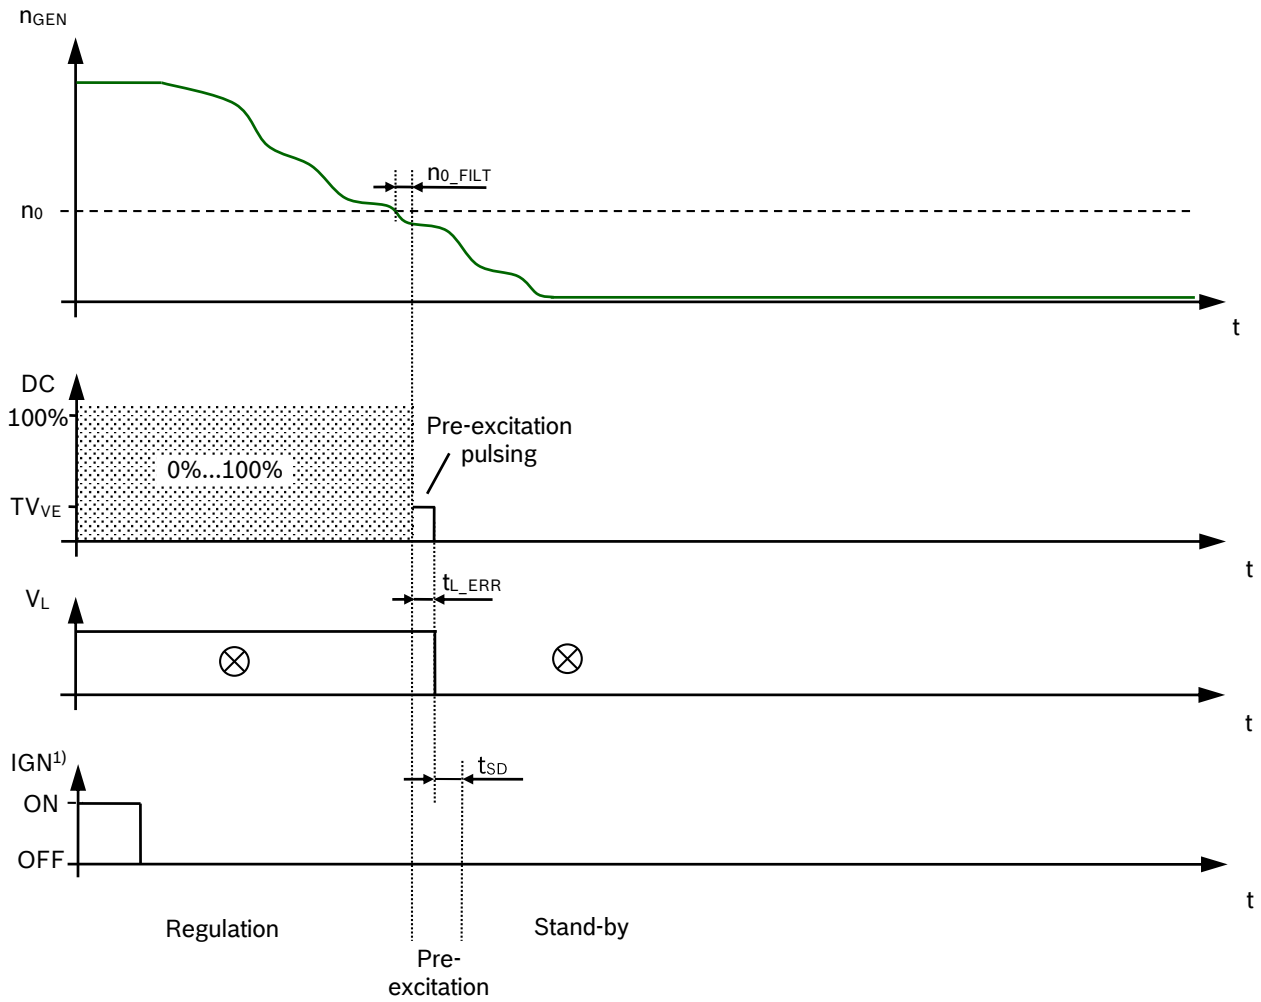 nGEN
n0_FILT
n0
t
DC
100%
Pre-excitation
pulsing
0%...100%
TVVE
t
tL_ERR
VL
t
IGN1)
tSD
ON
OFF
t
Regulation
Stand-by
Pre-
excitation